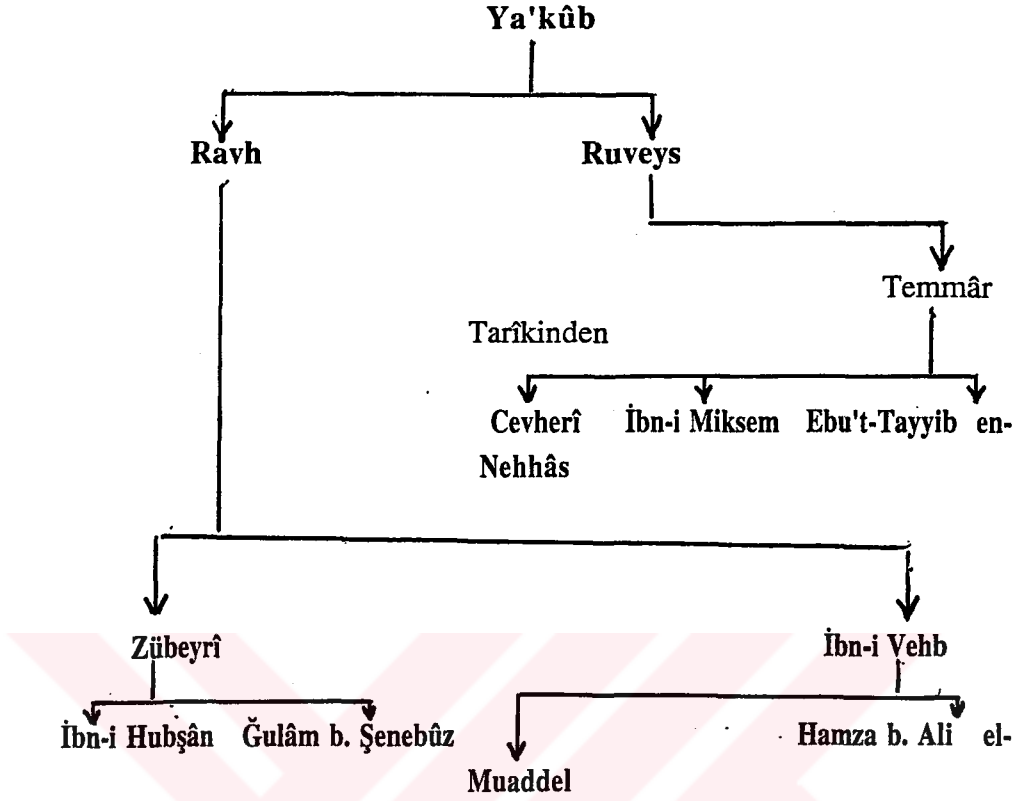 Ya'kûb
Ravh Ruveys
Temmâr
Tarîkinden
Cevherî İbn-i Miksem Ebu't-Tayyib en-
Nehhâs
Zübeyrî İbn-i Vehb
İbn-i Hubşân Ğulâm b. Şenebûz Hamza b. Ali el-
Muaddel